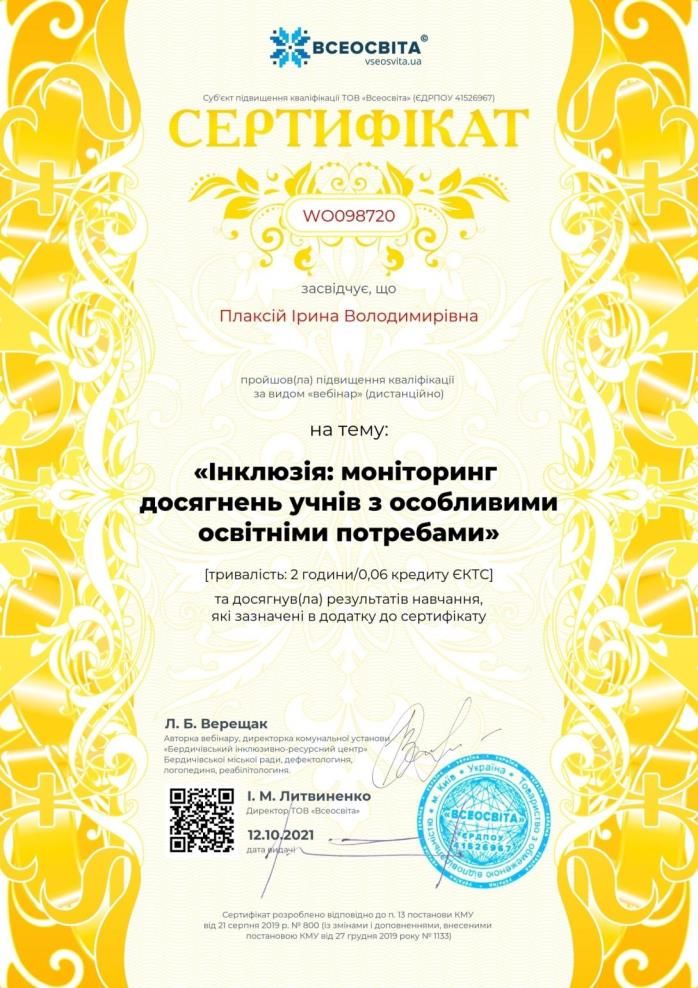 ВСЕОСВІТА©
vseosvita.ua
Суб'єкт підвищення кваліфікації ТОВ «Всеосвіта» (ЄДРПОУ 41526967)
СЕРТИФІКАТ
WO098720
засвідчує, що
Плаксій Ірина Володимирівна
пройшов(ла) підвищення кваліфікації
за видом «вебінар» (дистанційно)
на тему:
«Інклюзія: моніторинг
досягнень учнів з особливими
освітніми потребами»
[тривалість: 2 години/0,06 кредиту ЄКТС]
та досягнув(ла) результатів навчання,
які зазначені в додатку до сертифікату
Л. Б. Верещак
Авторка вебінару, директорка комунальної установи
«Бердичівський інклюзивно-ресурсний центр»
Бердичівської міської ради, дефектологиня,
логопединя, реабілітологиня.
І. М. Литвиненко
Директор ТОВ «Всеосвіта»
12.10.2021
дата видачі
м. Київ * Україна * Товариство з обмеженою відповідальністю
«ВСЕОСВІТА»
ЄДРПОУ
41526967
Сертифікат розроблено відповідно до п. 13 постанови КМУ
від 21 серпня 2019 р. № 800 (із змінами і доповненнями, внесеними
постановою КМУ від 27 грудня 2019 року № 1133)